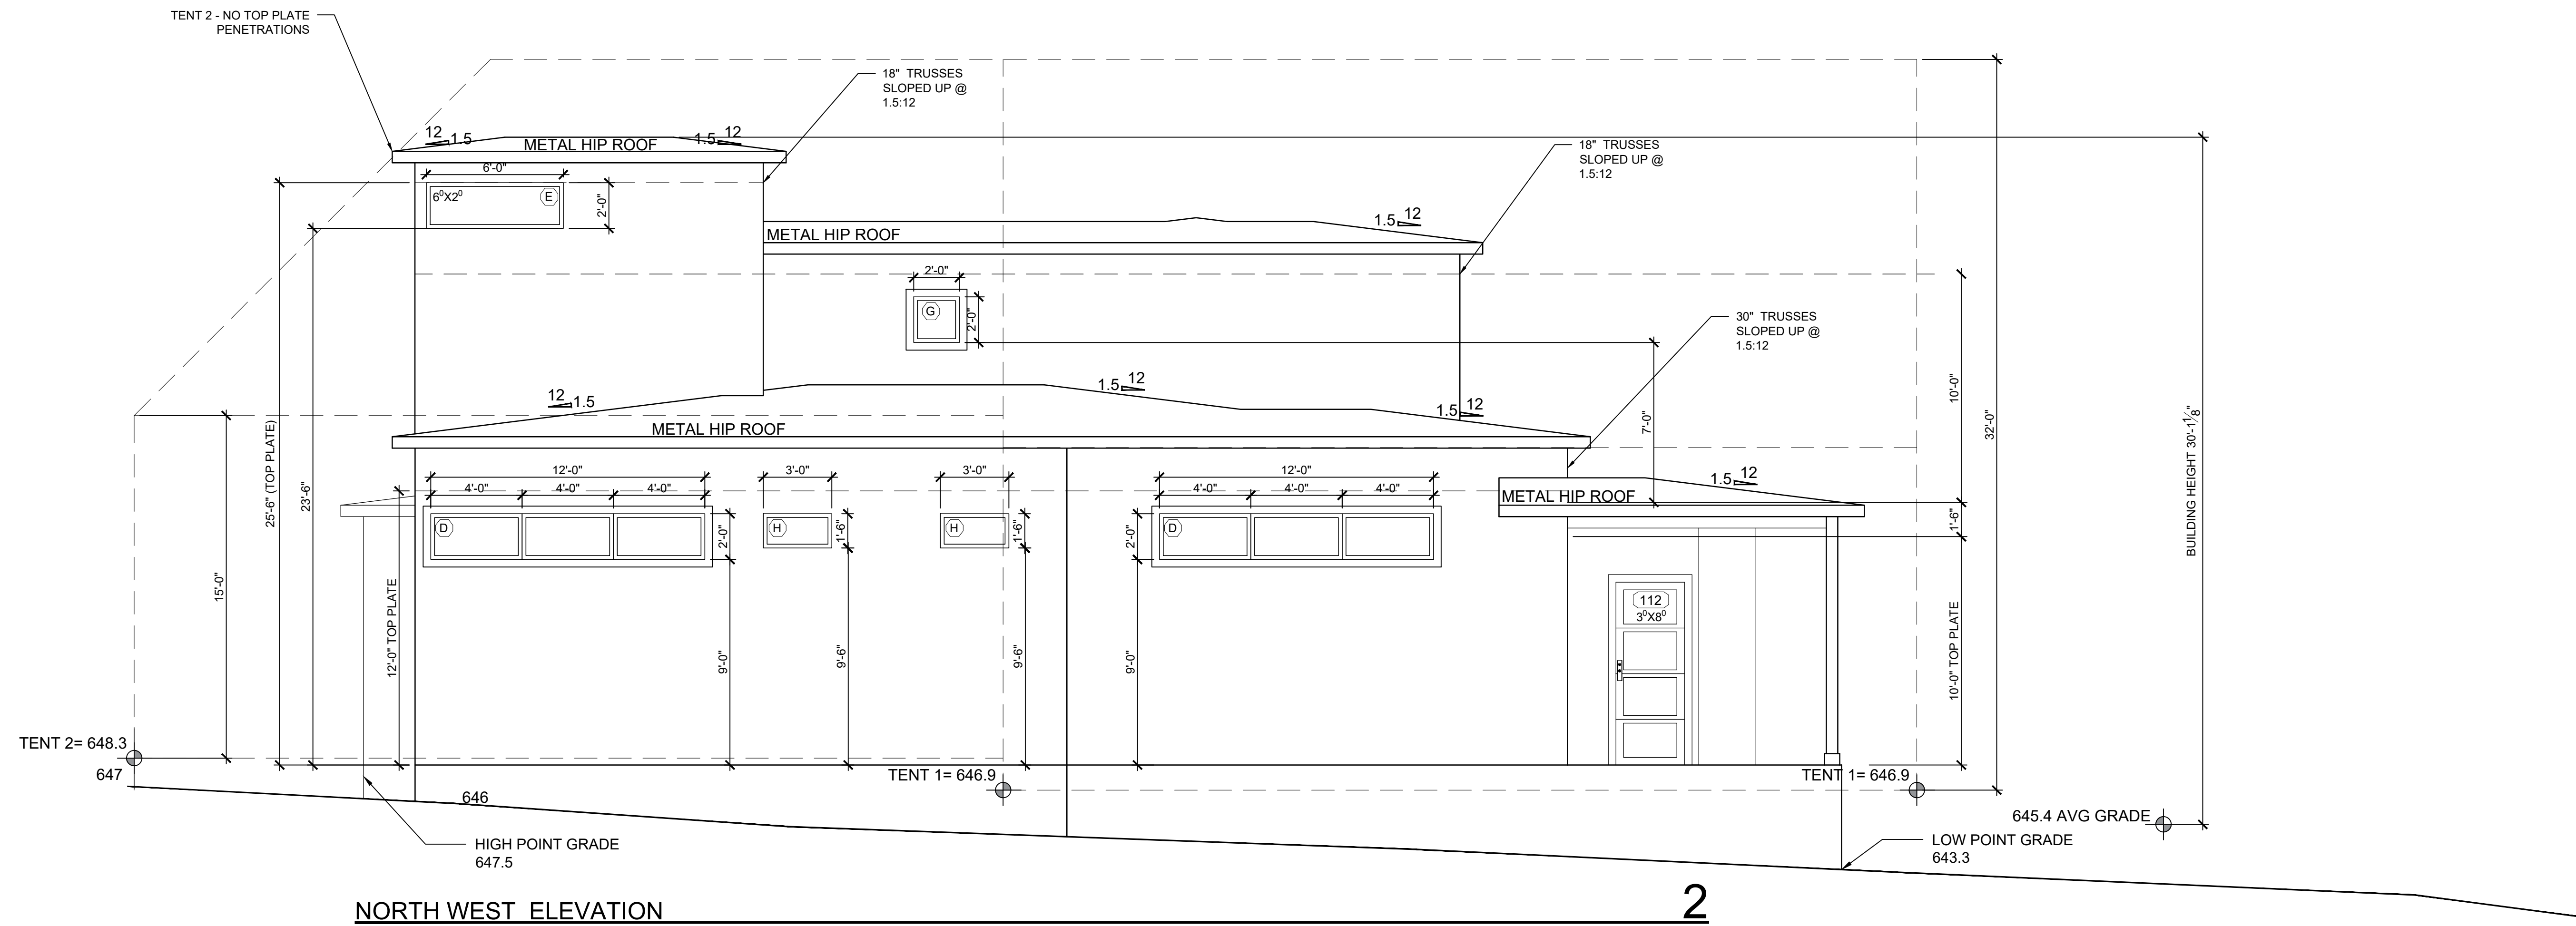 TENT 2 - NO TOP PLATE
PENETRATIONS
18" TRUSSES
SLOPED UP @
1.5:12
12
1.5
METAL HIP ROOF
1.5
12
18" TRUSSES
SLOPED UP @
1.5:12
6'-0"
6⁰X2⁰
E
2'-0"
1.5
12
METAL HIP ROOF
2'-0"
G
2'-0"
30" TRUSSES
SLOPED UP @
1.5:12
12
1.5
1.5
12
1.5
12
METAL HIP ROOF
7'-0"
10'-0"
32'-0"
BUILDING HEIGHT 30'-1 1/8"
25'-6" (TOP PLATE)
23'-6"
15'-0"
12'-0" TOP PLATE
12'-0"
4'-0"
4'-0"
4'-0"
D
2'-0"
9'-0"
3'-0"
H
1'-6"
9'-6"
3'-0"
H
1'-6"
9'-6"
12'-0"
4'-0"
4'-0"
4'-0"
D
2'-0"
9'-0"
1.5
12
METAL HIP ROOF
1'-6"
10'-0" TOP PLATE
112
3⁰X8⁰
TENT 2= 648.3
647
646
TENT 1= 646.9
TENT 1= 646.9
645.4 AVG GRADE
HIGH POINT GRADE
647.5
LOW POINT GRADE
643.3
NORTH WEST ELEVATION
2